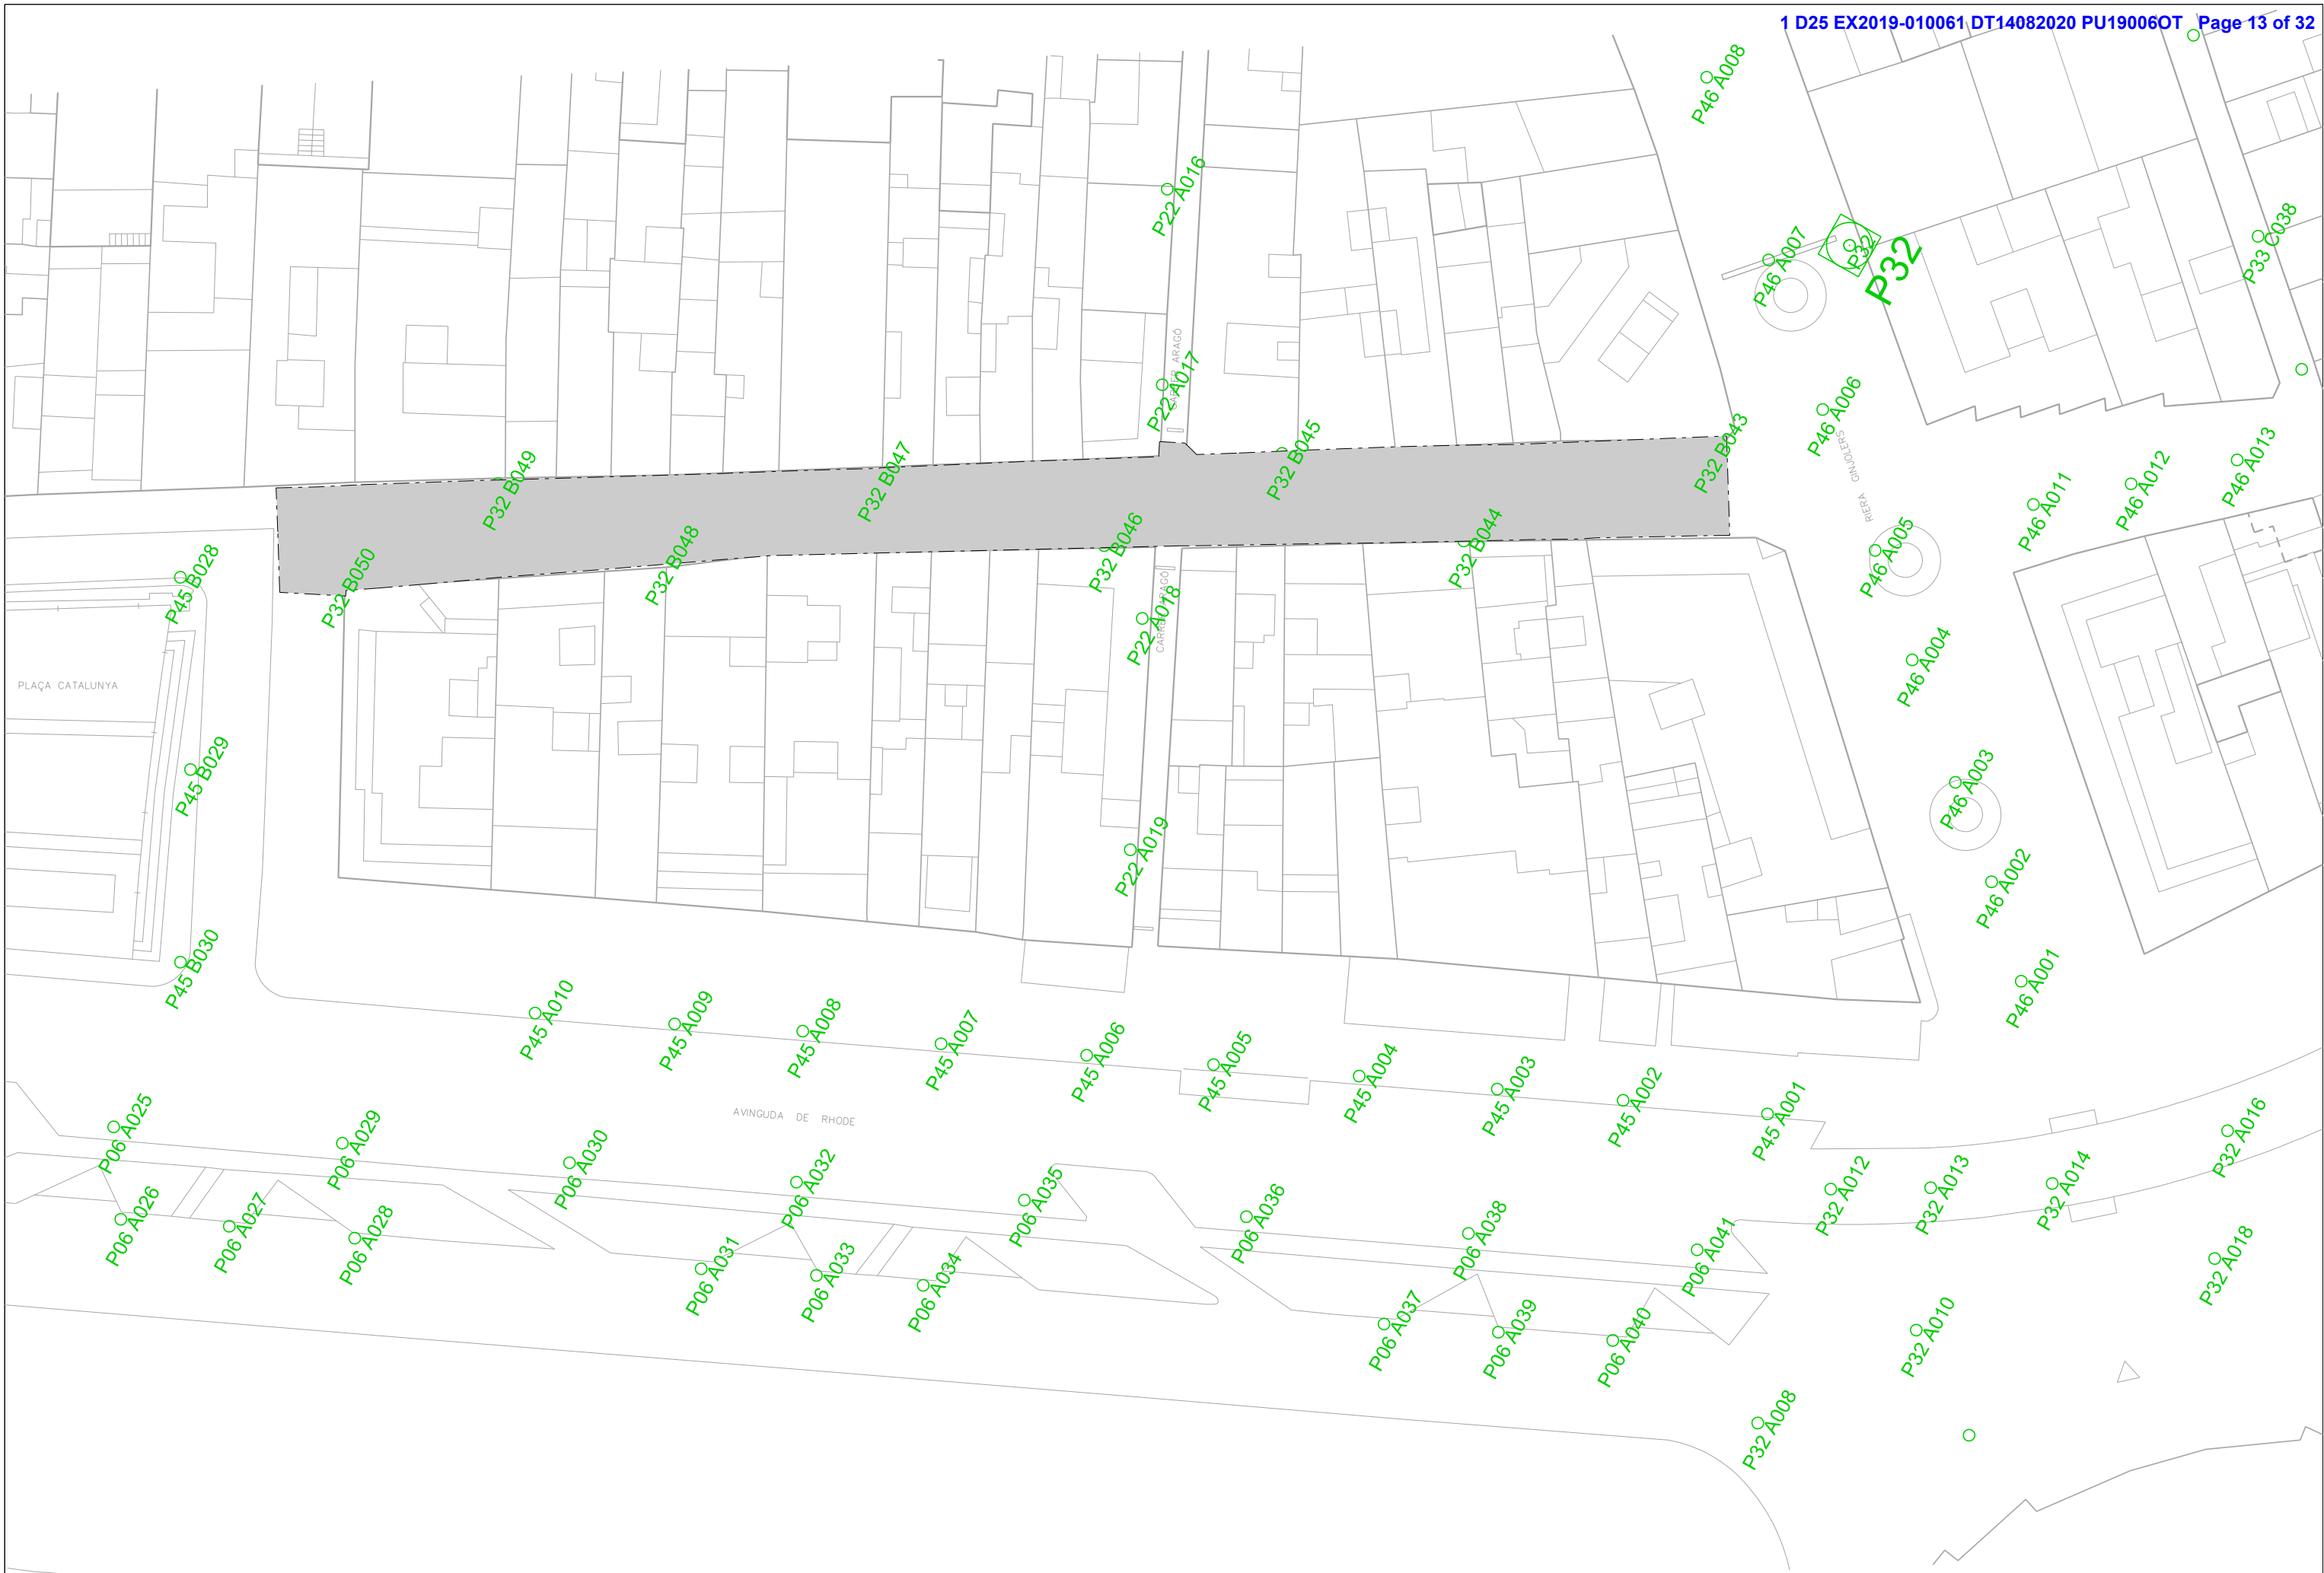 1 D25 EX2019-010061 DT14082020 PU19006OT Page 13 of 32
P46 A008
P22 A016
P46 A007
P32
P32
P33 C038
CARRER ARAGÓ
P22 A017
P46 A006
RIERA GINJOLERS
P32 B049
P32 B047
P32 B045
P32 B043
P46 A013
P46 A012
P46 A011
P45 B028
P32 B050
P32 B048
P32 B046
P32 B044
P46 A005
CARRER ARAGÓ
P22 A018
P46 A004
PLAÇA CATALUNYA
P45 B029
P46 A003
P22 A019
P46 A002
P45 B030
P46 A001
P45 A010
P45 A009
P45 A008
P45 A007
P45 A006
P45 A005
P45 A004
P45 A003
P45 A002
P45 A001
AVINGUDA DE RHODE
P06 A025
P06 A029
P06 A030
P06 A032
P06 A035
P06 A036
P06 A038
P06 A041
P32 A012
P32 A013
P32 A014
P32 A016
P06 A026
P06 A027
P06 A028
P06 A031
P06 A033
P06 A034
P06 A037
P06 A039
P06 A040
P32 A010
P32 A018
P32 A008